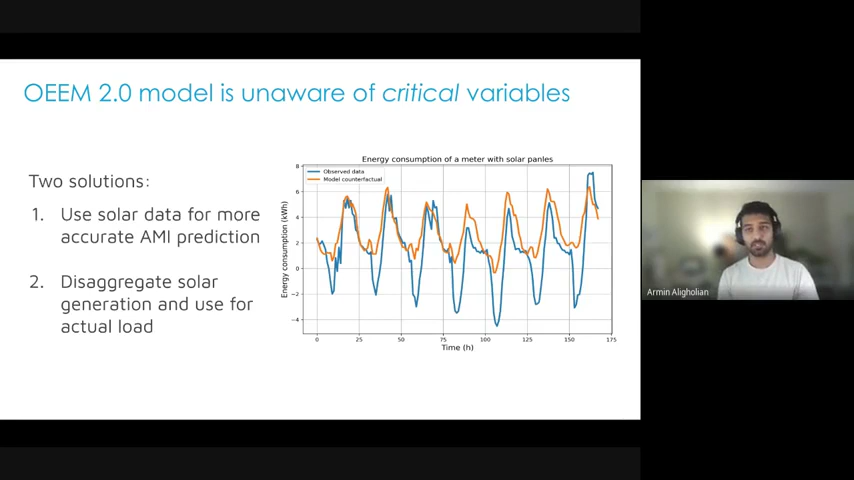 OEEM 2.0 model is unaware of critical variables
Two solutions:
1. Use solar data for more
accurate AMI prediction
2. Disaggregate solar
generation and use for
actual load
Energy consumption of a meter with solar panles
Observed data
Model counterfactual
Energy consumption (kWh)
8
6
4
2
0
−2
−4
0 25 50 75 100 125 150 175
Time (h)
Armin Aligholian